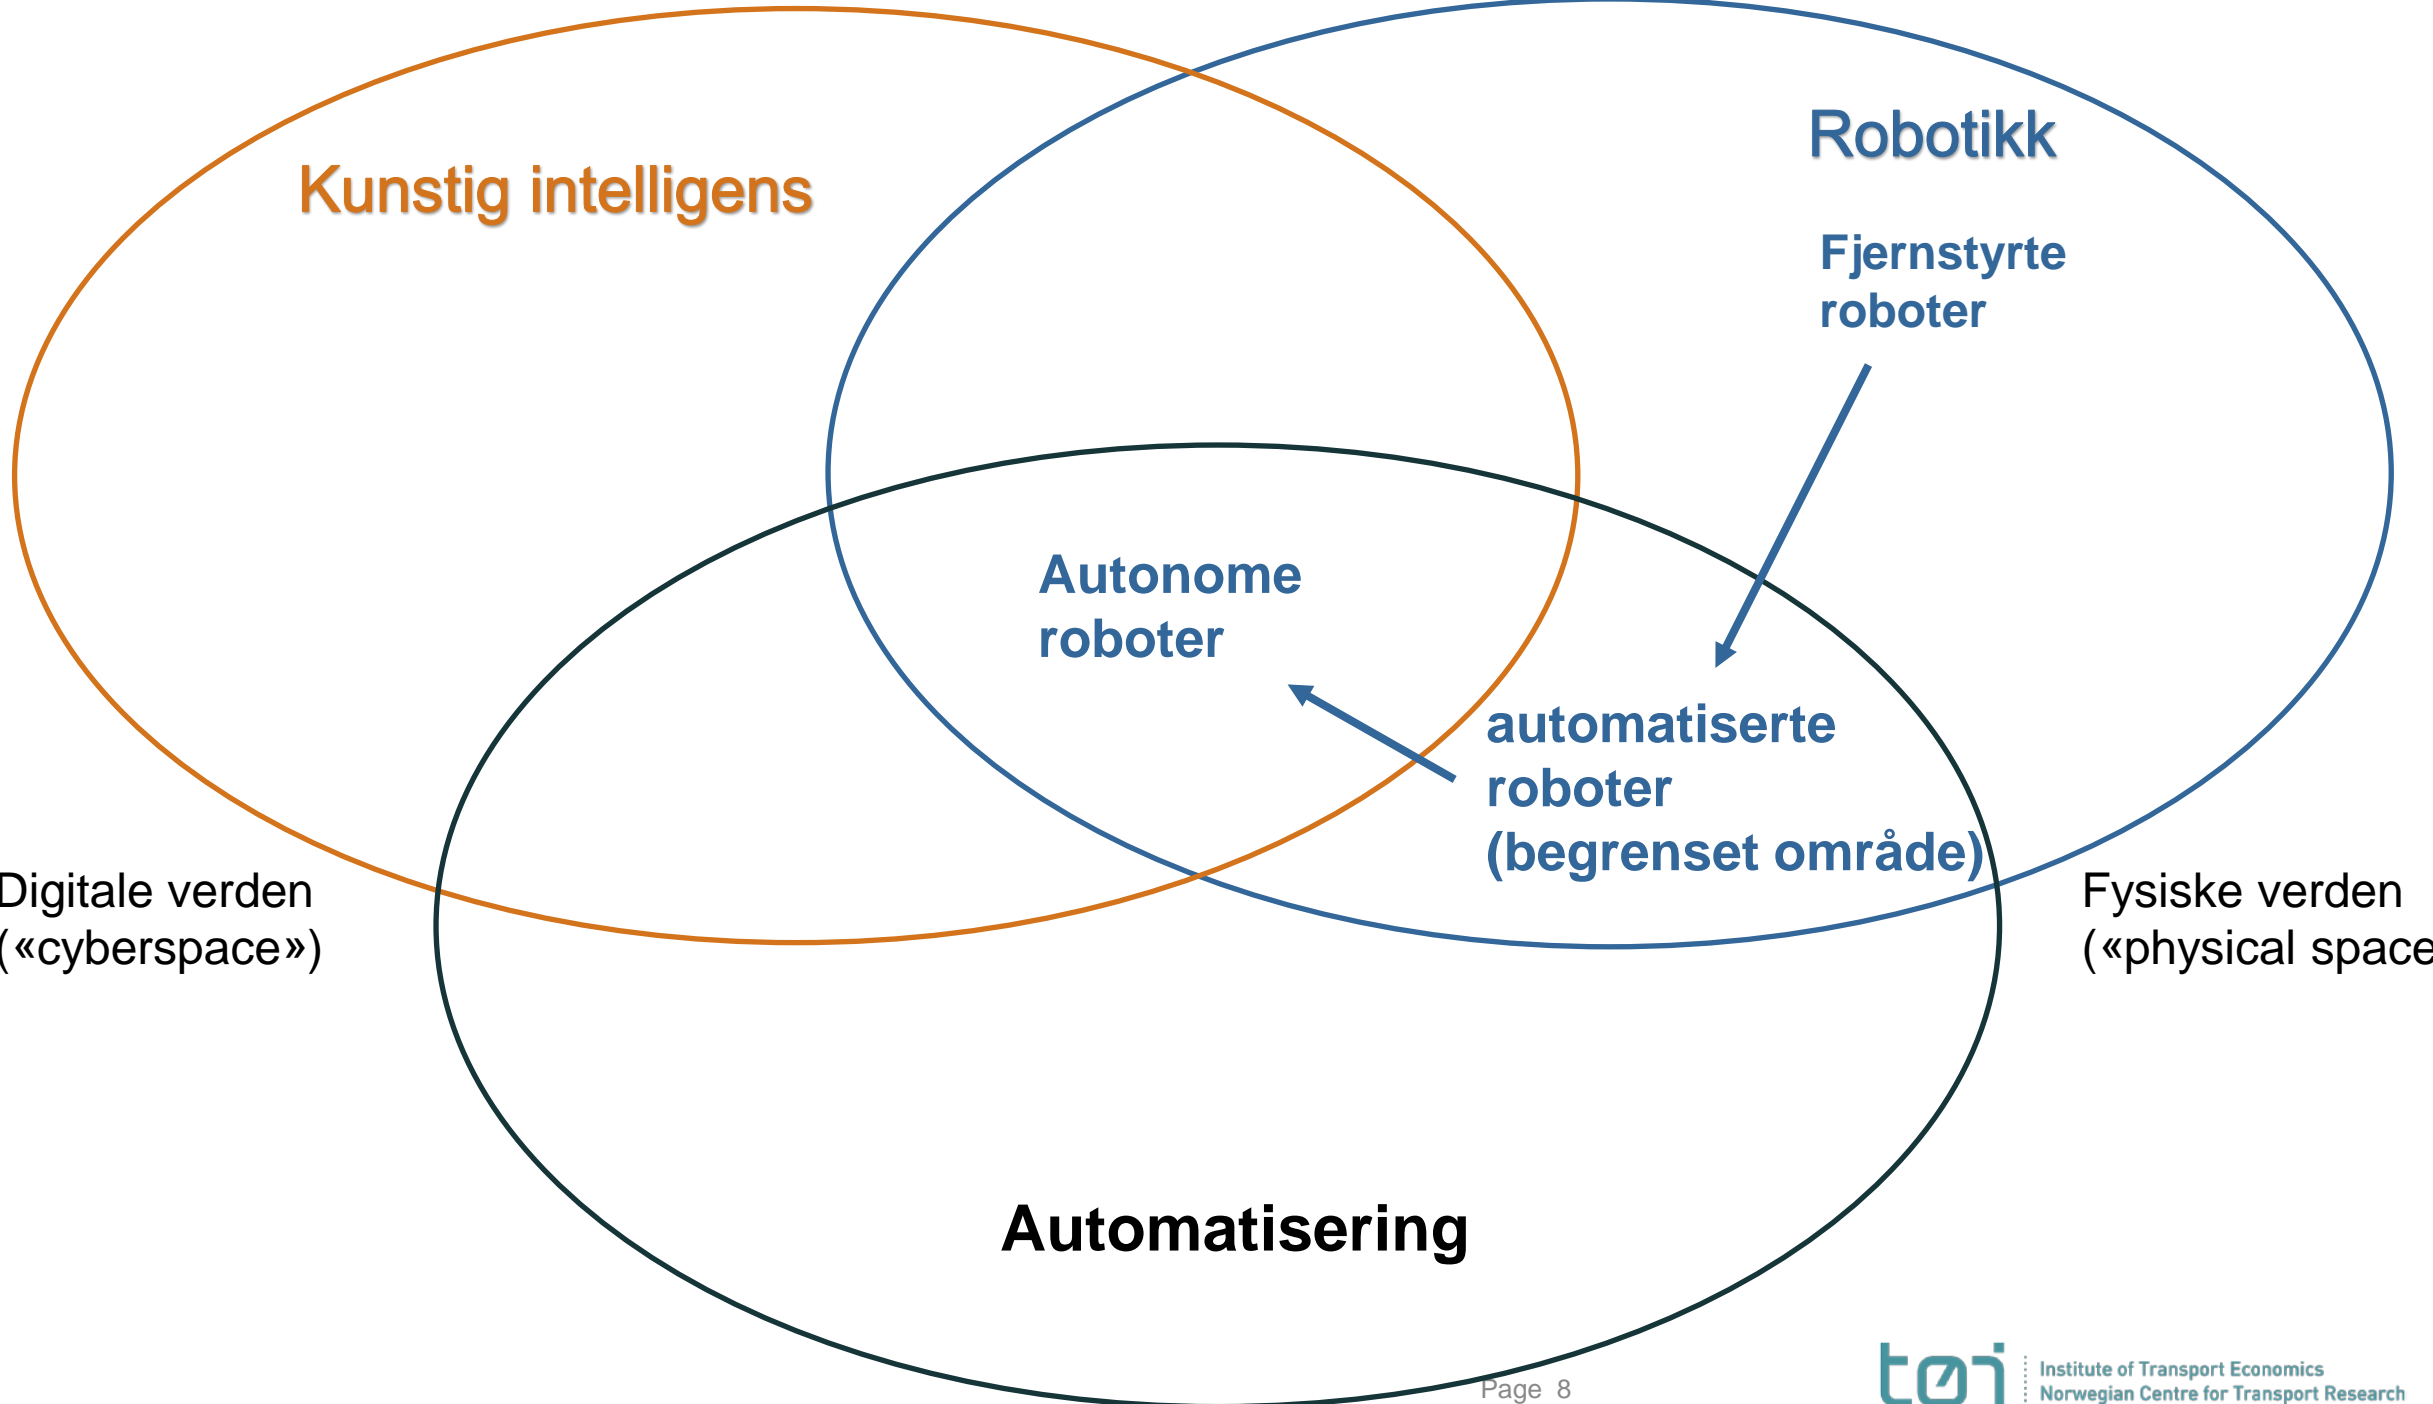 Kunstig intelligens
Robotikk
Fjernstyrte
roboter
Autonome
roboter
automatiserte
roboter
(begrenset område)
Digitale verden
(«cyberspace»)
Fysiske verden
(«physical space
Automatisering
Page 8
tøi
Institute of Transport Economics
Norwegian Centre for Transport Research